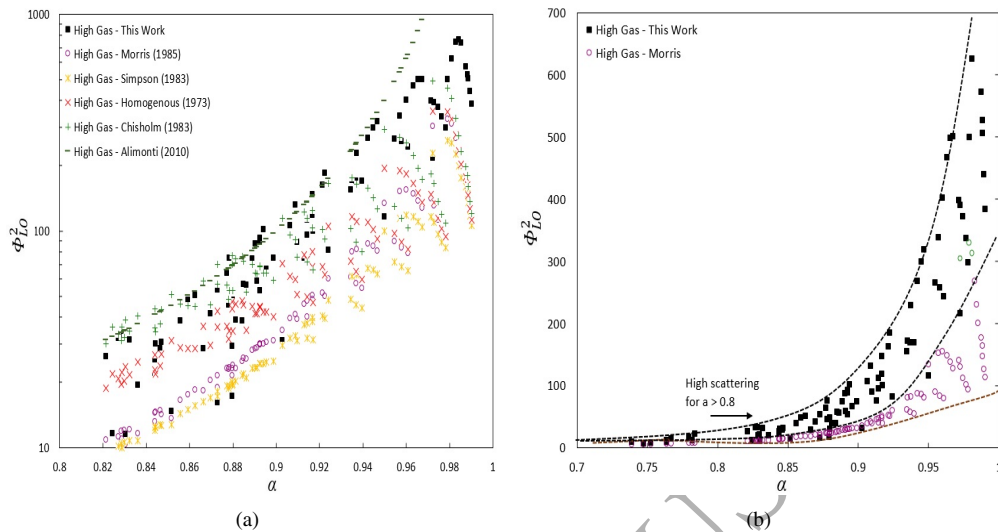 1000
100
10
0.8
0.82
0.84
0.86
0.88
0.9
0.92
0.94
0.96
0.98
1
Φ²LO
α
High Gas - This Work
High Gas - Morris (1985)
High Gas - Simpson (1983)
High Gas - Homogenous (1973)
High Gas - Chisholm (1983)
High Gas - Alimonti (2010)
(a)
700
600
500
400
300
200
100
0
0.7
0.75
0.8
0.85
0.9
0.95
1
Φ²LO
α
High Gas - This Work
High Gas - Morris
High scattering
for a > 0.8
(b)